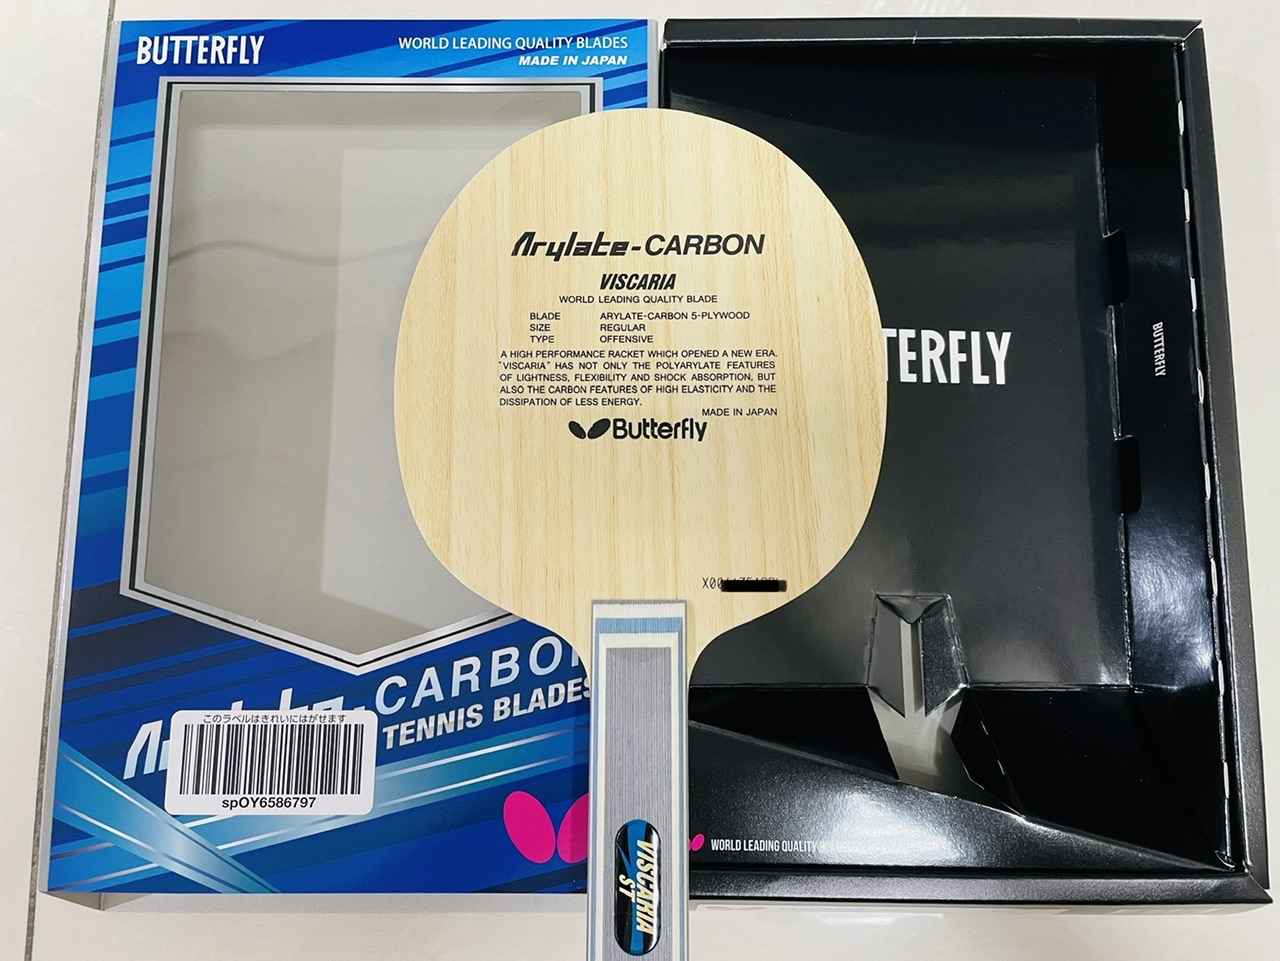 BUTTERFLY
WORLD LEADING QUALITY BLADES
MADE IN JAPAN
Arylate-CARBON
VISCARIA
WORLD LEADING QUALITY BLADE
BLADE ARYLATE-CARBON 5-PLYWOOD
SIZE REGULAR
TYPE OFFENSIVE
A HIGH PERFORMANCE RACKET WHICH OPENED A NEW ERA.
"VISCARIA" HAS NOT ONLY THE POLYARYLATE FEATURES
OF LIGHTNESS, FLEXIBILITY AND SHOCK ABSORPTION, BUT
ALSO THE CARBON FEATURES OF HIGH ELASTICITY AND THE
DISSIPATION OF LESS ENERGY.
MADE IN JAPAN
Butterfly
TERFLY
BUTTERFLY
CARBON
TENNIS BLADES
このラベルはきれいにはがせます
spOY6586797
VISCARIA
ST
WORLD LEADING QUALITY